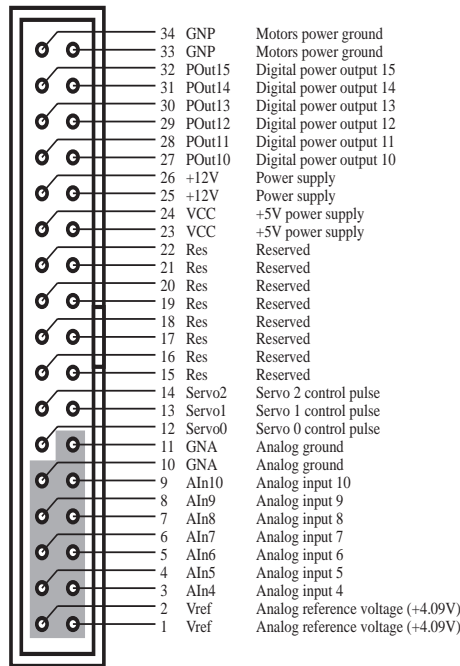 34 GNP Motors power ground
33 GNP Motors power ground
32 POut15 Digital power output 15
31 POut14 Digital power output 14
30 POut13 Digital power output 13
29 POut12 Digital power output 12
28 POut11 Digital power output 11
27 POut10 Digital power output 10
26 +12V Power supply
25 +12V Power supply
24 VCC +5V power supply
23 VCC +5V power supply
22 Res Reserved
21 Res Reserved
20 Res Reserved
19 Res Reserved
18 Res Reserved
17 Res Reserved
16 Res Reserved
15 Res Reserved
14 Servo2 Servo 2 control pulse
13 Servo1 Servo 1 control pulse
12 Servo0 Servo 0 control pulse
11 GNA Analog ground
10 GNA Analog ground
9 AIn10 Analog input 10
8 AIn9 Analog input 9
7 AIn8 Analog input 8
6 AIn7 Analog input 7
5 AIn6 Analog input 6
4 AIn5 Analog input 5
3 AIn4 Analog input 4
2 Vref Analog reference voltage (+4.09V)
1 Vref Analog reference voltage (+4.09V)